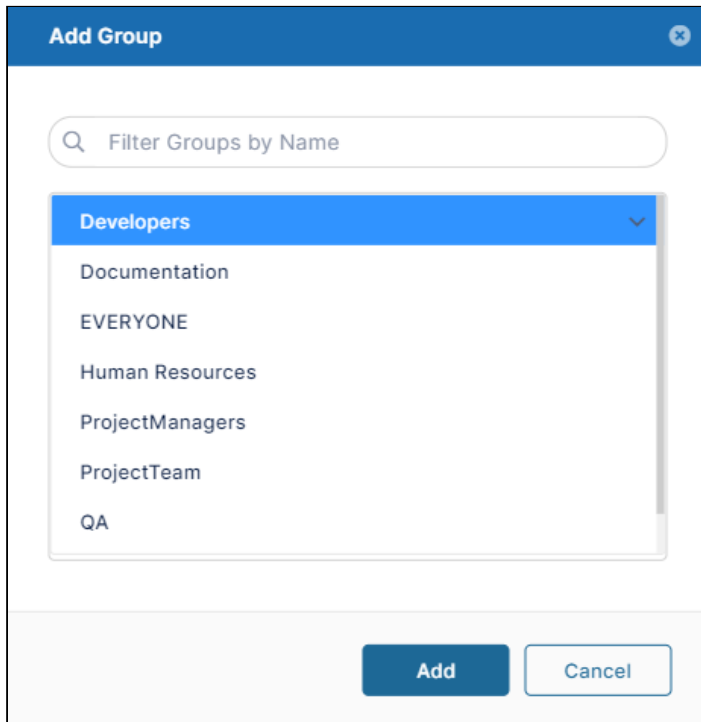 Add Group
Filter Groups by Name
Developers
Documentation
EVERYONE
Human Resources
ProjectManagers
ProjectTeam
QA
Add Cancel